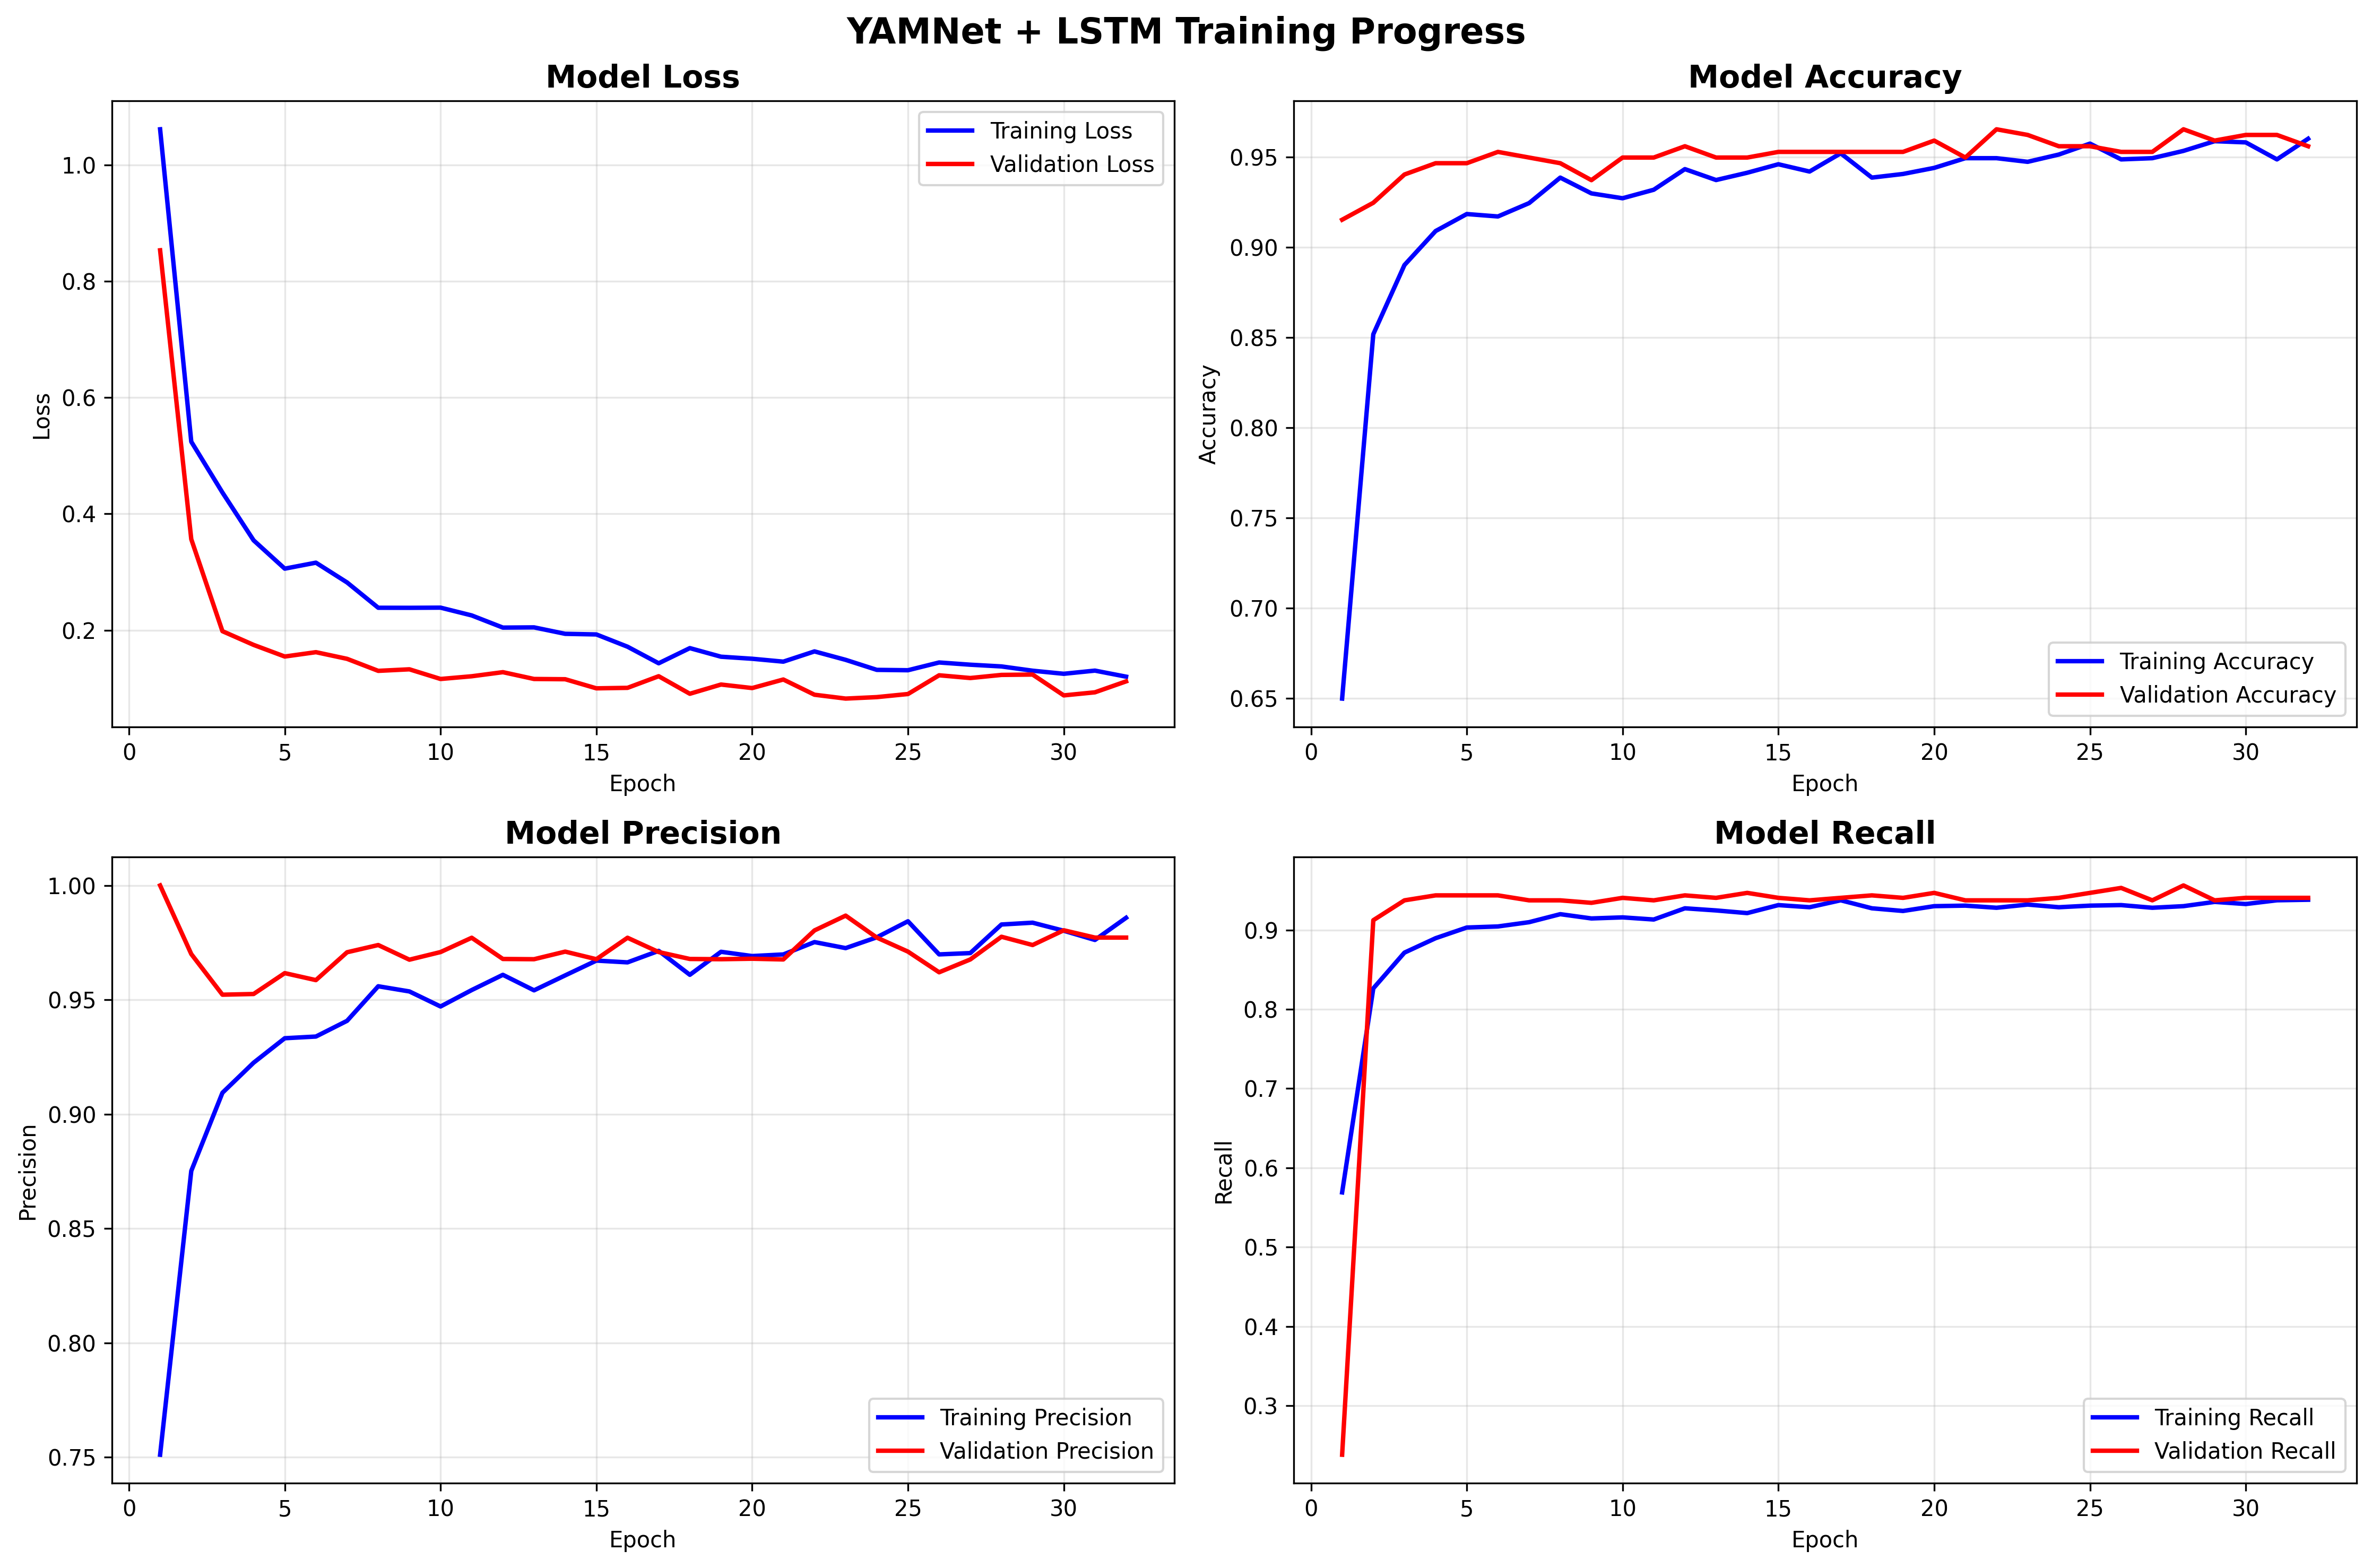 YAMNet + LSTM Training Progress
Model Loss
Training Loss
Validation Loss
Loss
1.0
0.8
0.6
0.4
0.2
0 5 10 15 20 25 30
Epoch
Model Accuracy
Accuracy
0.95
0.90
0.85
0.80
0.75
0.70
0.65
Training Accuracy
Validation Accuracy
0 5 10 15 20 25 30
Epoch
Model Precision
Precision
1.00
0.95
0.90
0.85
0.80
0.75
Training Precision
Validation Precision
0 5 10 15 20 25 30
Epoch
Model Recall
Recall
0.9
0.8
0.7
0.6
0.5
0.4
0.3
Training Recall
Validation Recall
0 5 10 15 20 25 30
Epoch